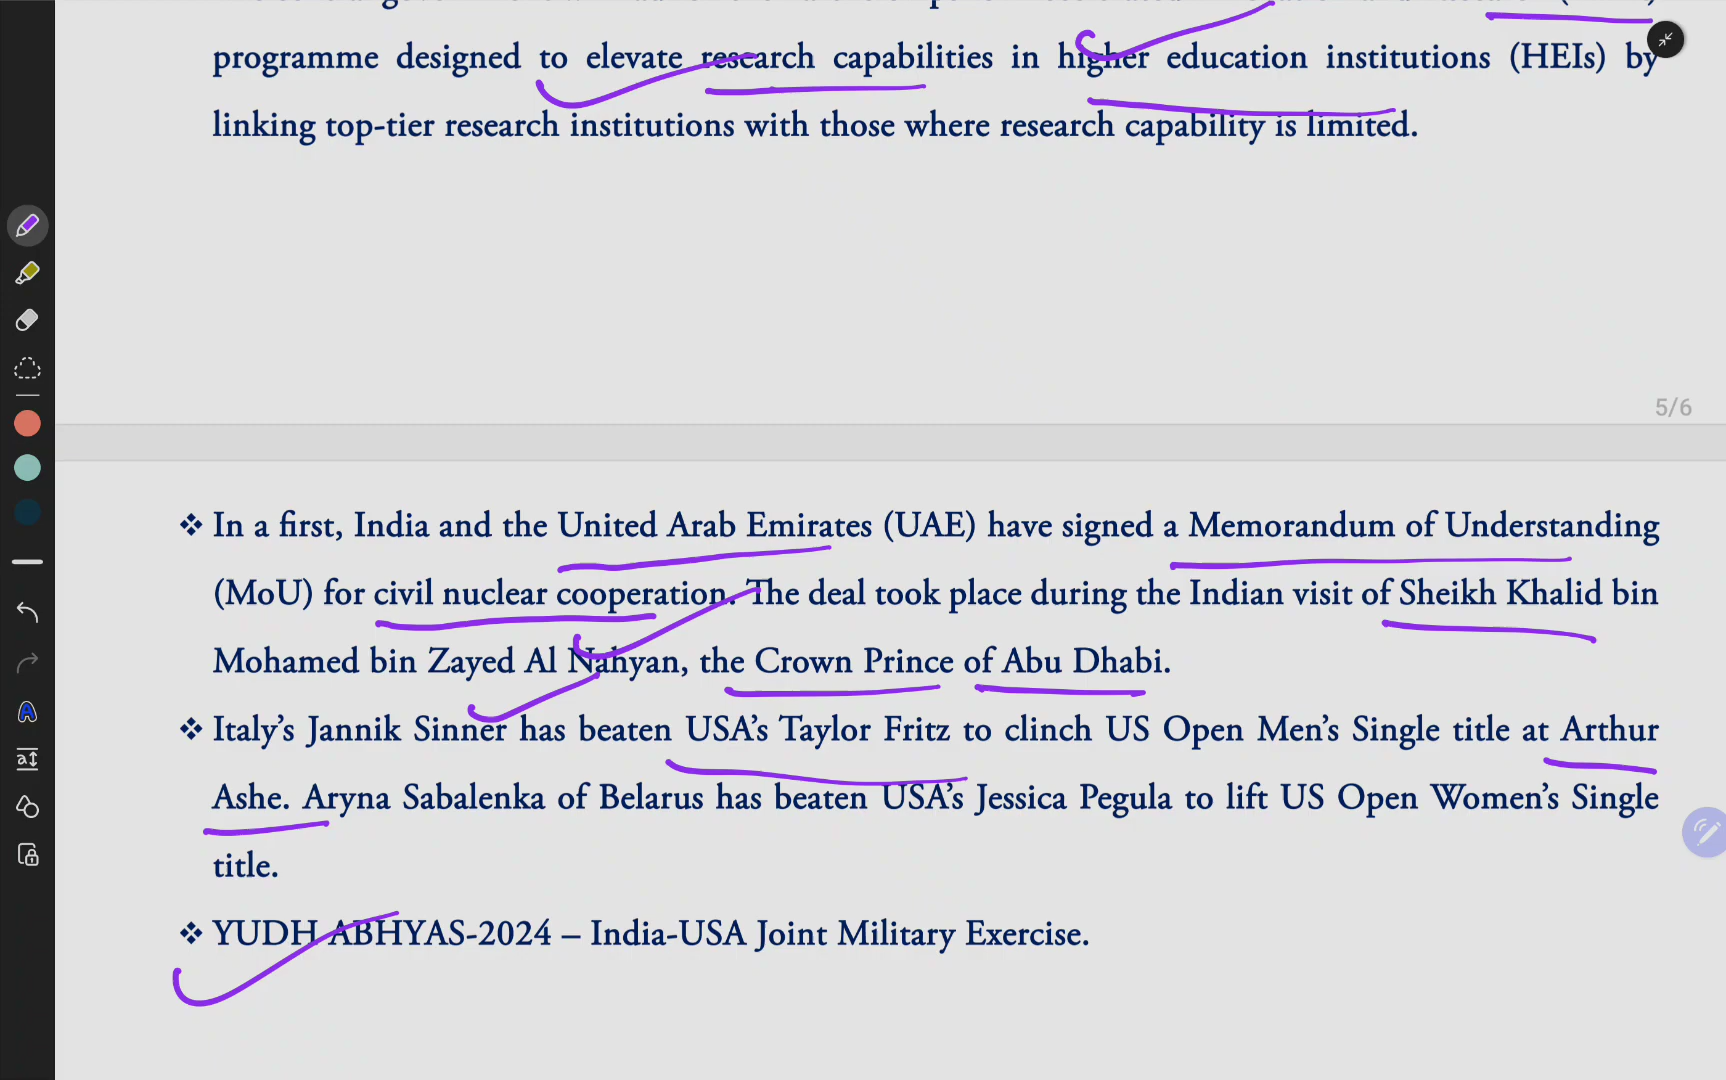 programme designed to elevate research capabilities in higher education institutions (HEIs) by
linking top-tier research institutions with those where research capability is limited.
5/6
❖ In a first, India and the United Arab Emirates (UAE) have signed a Memorandum of Understanding
(MoU) for civil nuclear cooperation. The deal took place during the Indian visit of Sheikh Khalid bin
Mohamed bin Zayed Al Nahyan, the Crown Prince of Abu Dhabi.
❖ Italy’s Jannik Sinner has beaten USA’s Taylor Fritz to clinch US Open Men’s Single title at Arthur
Ashe. Aryna Sabalenka of Belarus has beaten USA’s Jessica Pegula to lift US Open Women’s Single
title.
❖ YUDH ABHYAS-2024 – India-USA Joint Military Exercise.